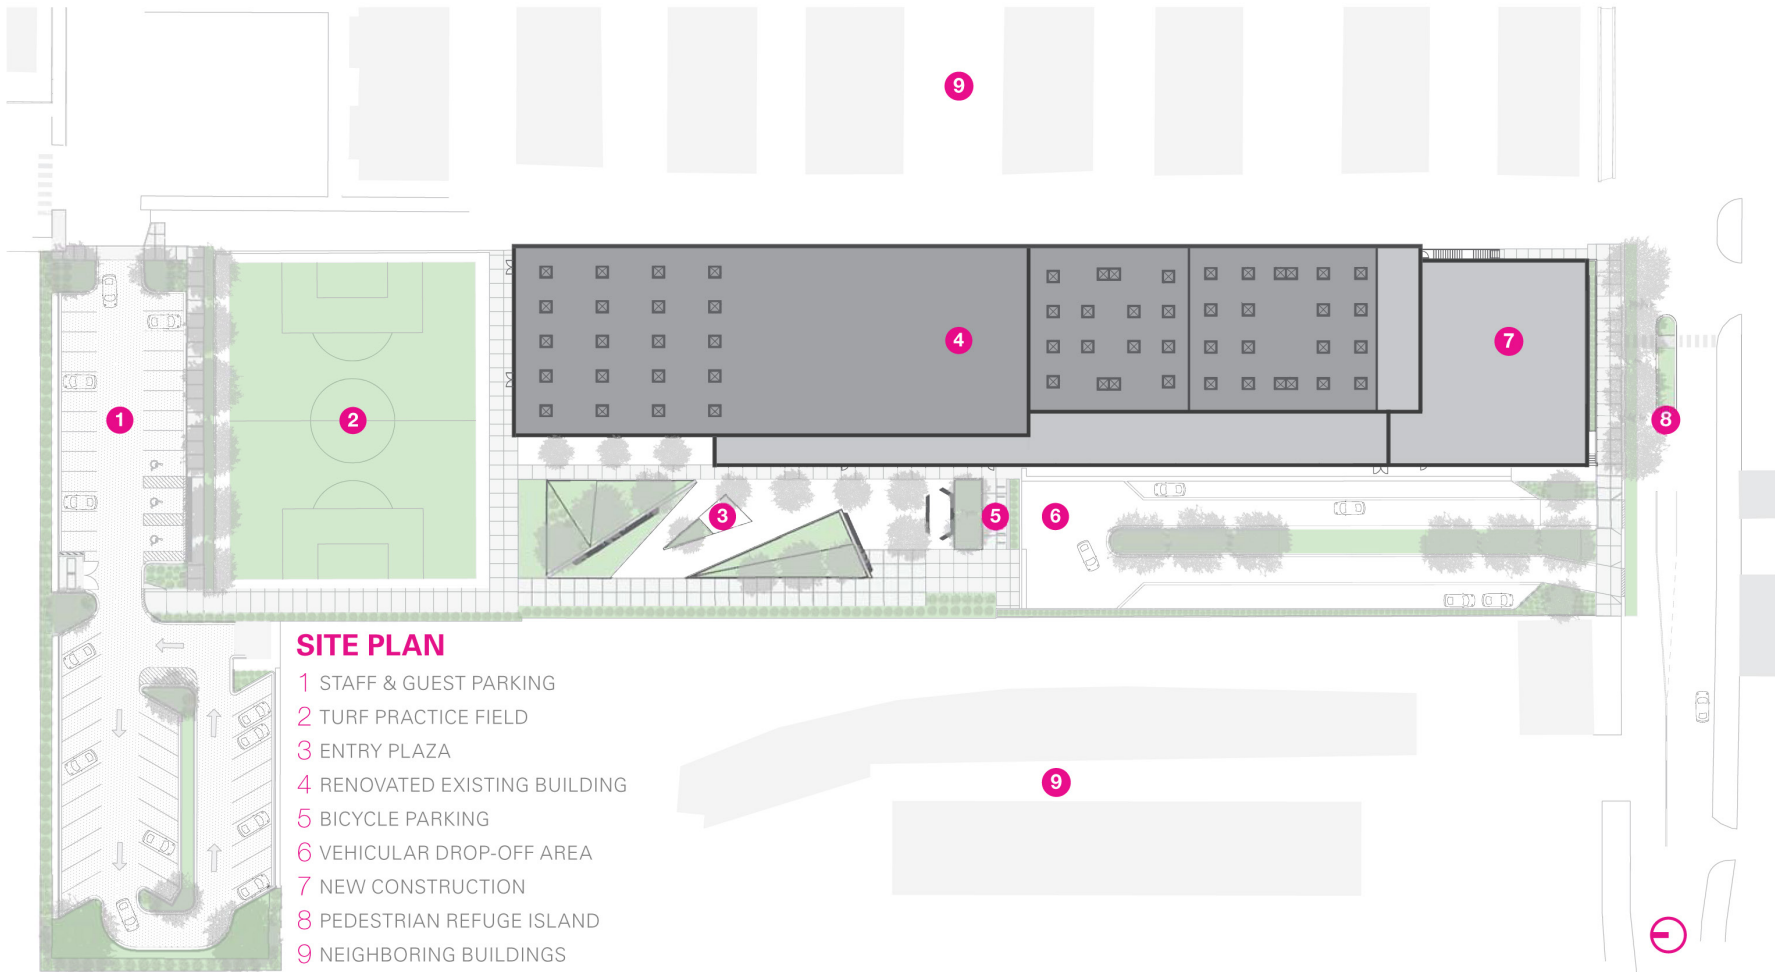 9
4
7
1
2
8
3
5
6
SITE PLAN
1 STAFF & GUEST PARKING
2 TURF PRACTICE FIELD
3 ENTRY PLAZA
4 RENOVATED EXISTING BUILDING
5 BICYCLE PARKING
6 VEHICULAR DROP-OFF AREA
7 NEW CONSTRUCTION
8 PEDESTRIAN REFUGE ISLAND
9 NEIGHBORING BUILDINGS
9